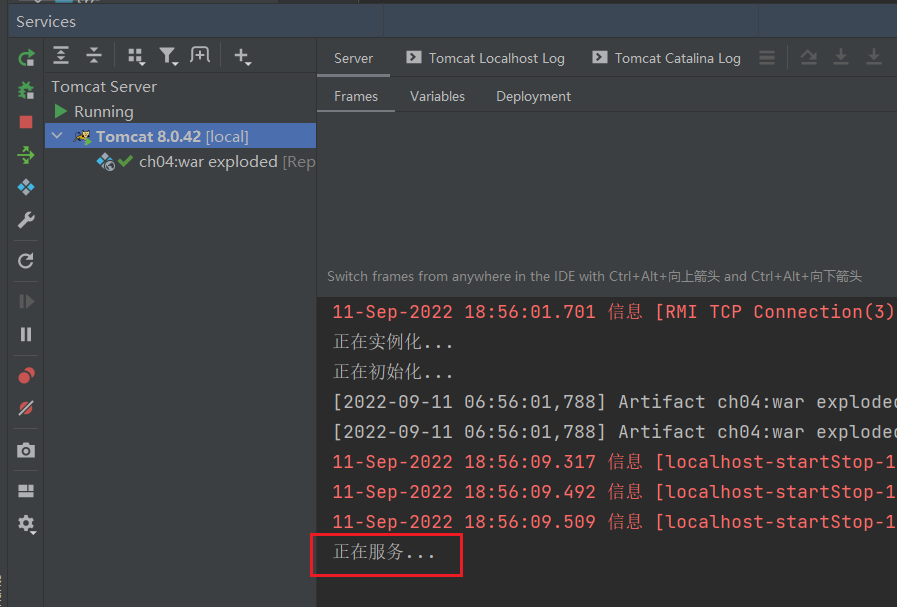 Services
Server
Tomcat Localhost Log
Tomcat Catalina Log
Tomcat Server
Running
Tomcat 8.0.42 [local]
ch04:war exploded [Rep
Frames
Variables
Deployment
Switch frames from anywhere in the IDE with Ctrl+Alt+向上箭头 and Ctrl+Alt+向下箭头
11-Sep-2022 18:56:01.701 信息 [RMI TCP Connection(3)
正在实例化...
正在初始化...
[2022-09-11 06:56:01,788] Artifact ch04:war exploded
[2022-09-11 06:56:01,788] Artifact ch04:war exploded
11-Sep-2022 18:56:09.317 信息 [localhost-startStop-1
11-Sep-2022 18:56:09.492 信息 [localhost-startStop-1
11-Sep-2022 18:56:09.509 信息 [localhost-startStop-1
正在服务...